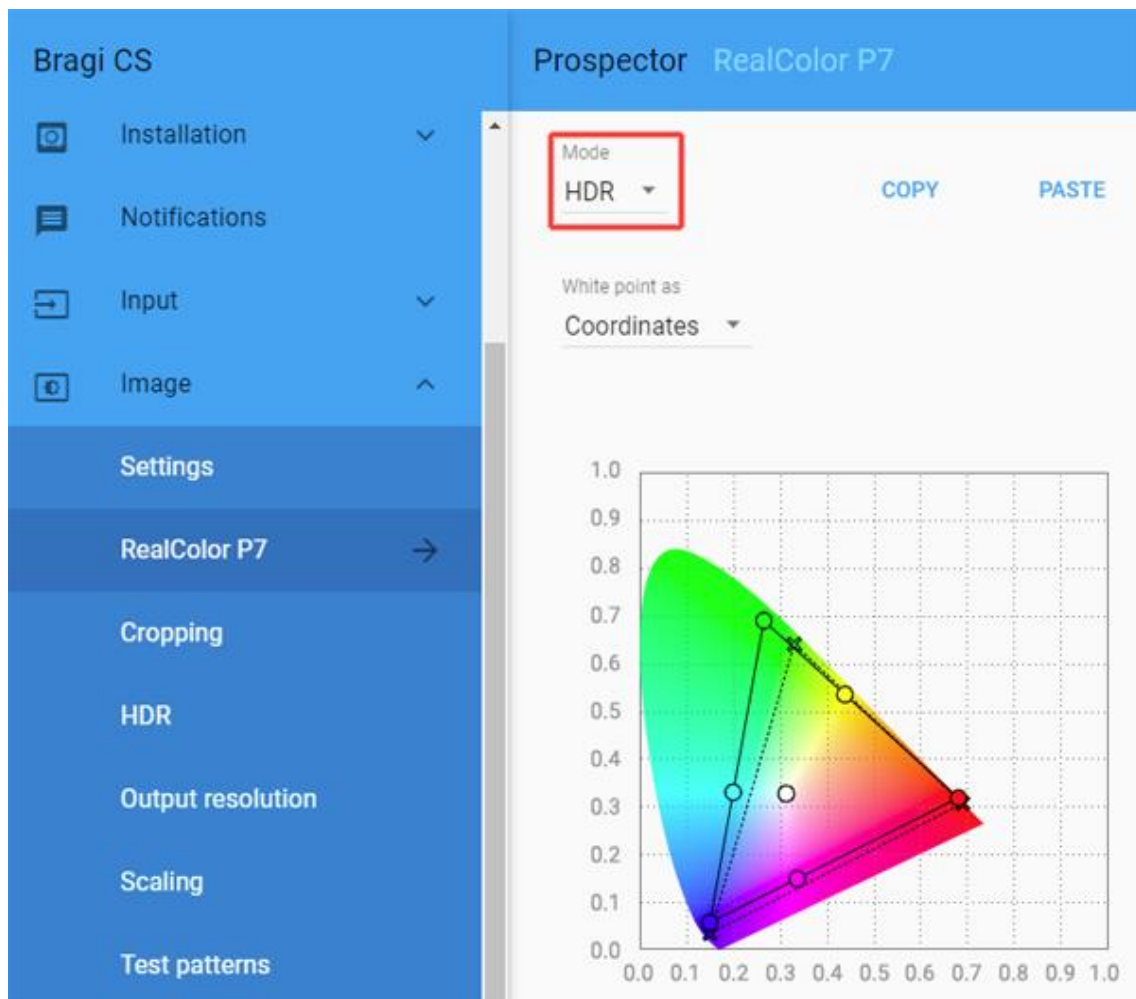 Bragi CS
Installation
Notifications
Input
Image
Settings
RealColor P7
Cropping
HDR
Output resolution
Scaling
Test patterns
Prospector RealColor P7
Mode
HDR COPY PASTE
White point as
Coordinates
1.0
0.9
0.8
0.7
0.6
0.5
0.4
0.3
0.2
0.1
0.0
0.0 0.1 0.2 0.3 0.4 0.5 0.6 0.7 0.8 0.9 1.0